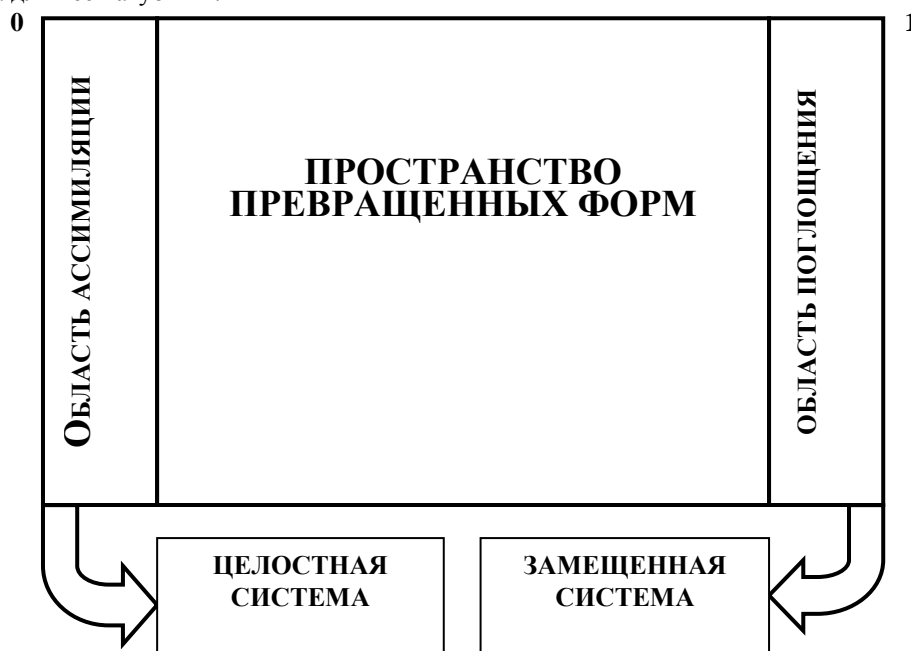 0
1
ОБЛАСТЬ АССИМИЛЯЦИИ
ПРОСТРАНСТВО
ПРЕВРАЩЕННЫХ ФОРМ
ОБЛАСТЬ ПОГЛОЩЕНИЯ
ЦЕЛОСТНАЯ
СИСТЕМА
ЗАМЕЩЕННАЯ
СИСТЕМА